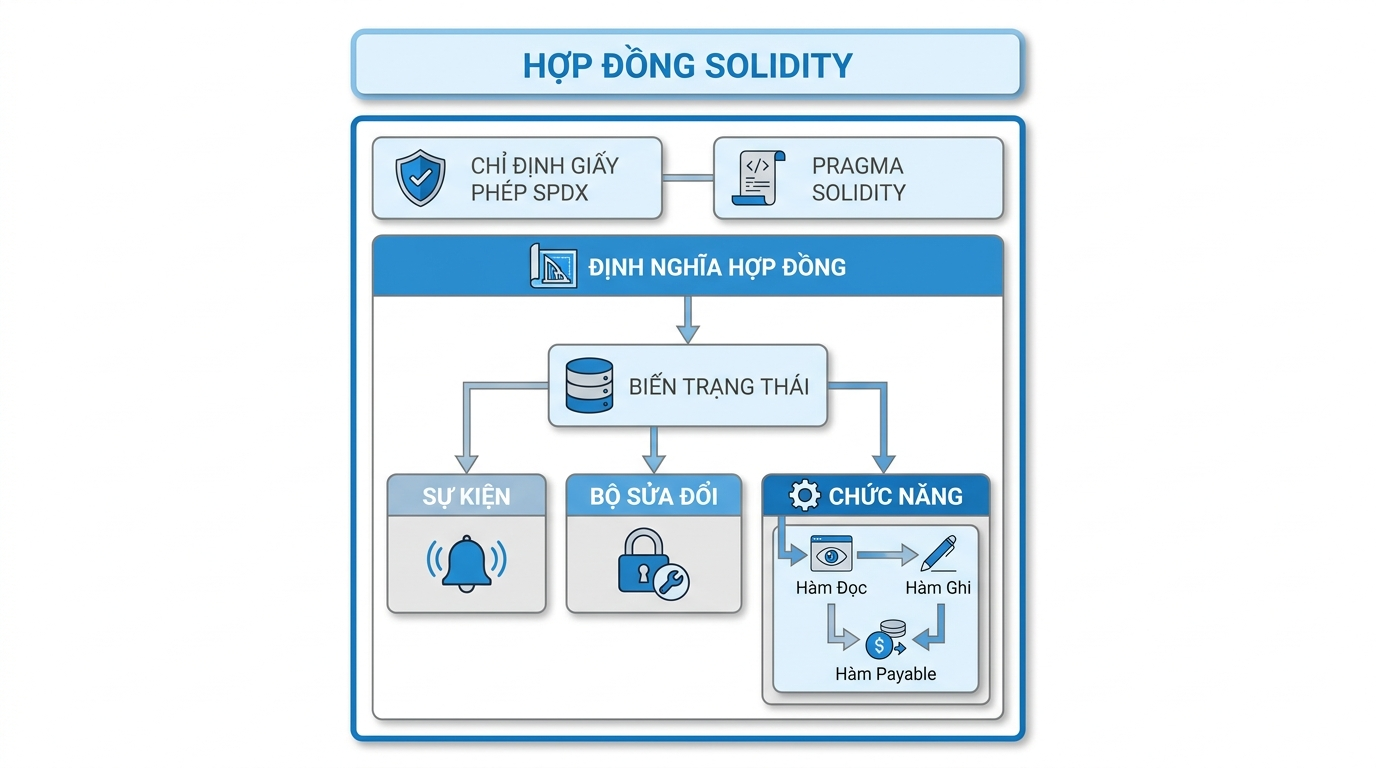 HỢP ĐỒNG SOLIDITY
CHỈ ĐỊNH GIẤY
PHÉP SPDX
PRAGMA
SOLIDITY
ĐỊNH NGHĨA HỢP ĐỒNG
BIẾN TRẠNG THÁI
SỰ KIỆN
BỘ SỬA ĐỔI
CHỨC NĂNG
Hàm Đọc
Hàm Ghi
Hàm Payable